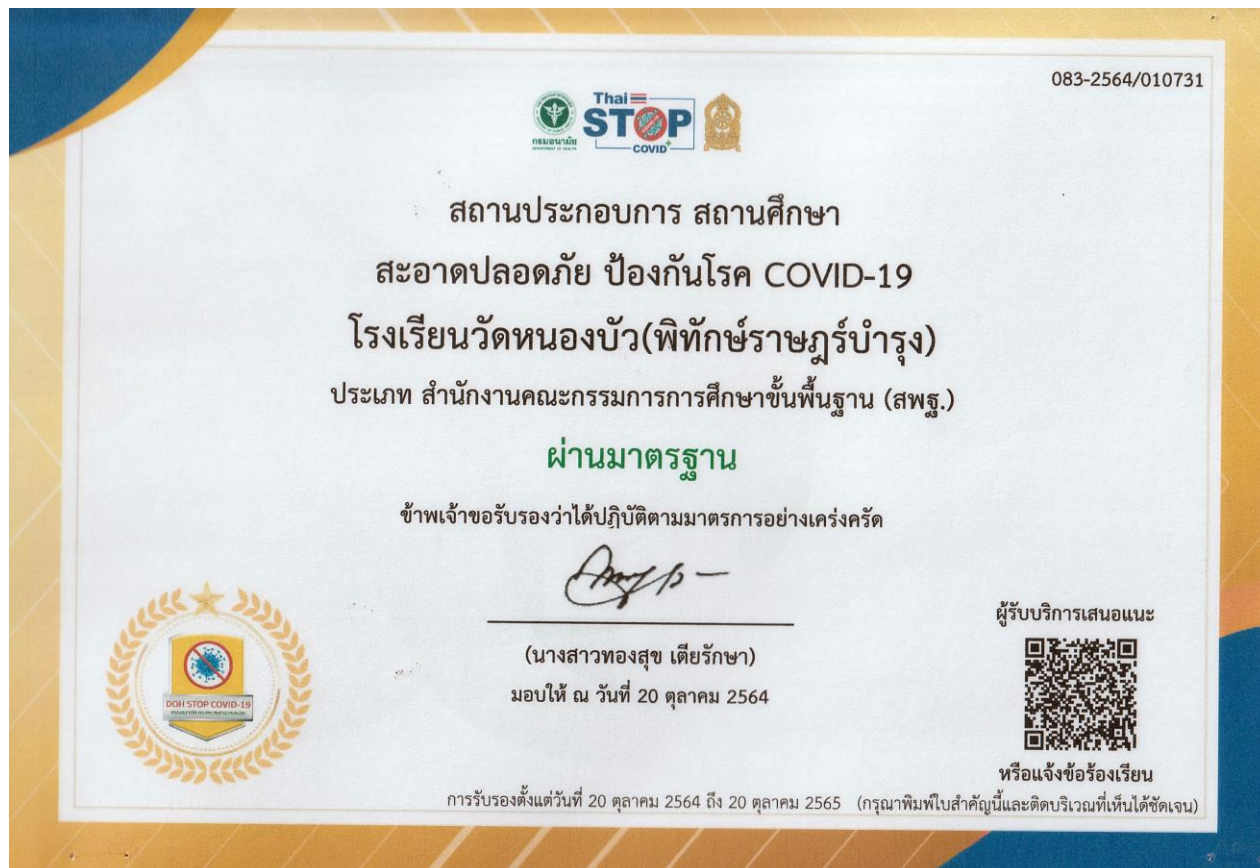 083-2564/010731
กรมอนามัย
DEPARTMENT OF HEALTH
Thai
STOP
COVID
สถานประกอบการ สถานศึกษา
สะอาดปลอดภัย ป้องกันโรค COVID-19
โรงเรียนวัดหนองบัว(พิทักษ์ราษฎร์บำรุง)
ประเภท สำนักงานคณะกรรมการการศึกษาขั้นพื้นฐาน (สพฐ.)
ผ่านมาตรฐาน
ข้าพเจ้าขอรับรองว่าได้ปฏิบัติตามมาตรการอย่างเคร่งครัด
(นางสาวทองสุข เตียรักษา)
มอบให้ ณ วันที่ 20 ตุลาคม 2564
DOH STOP COVID-19
ผู้รับบริการเสนอแนะ
หรือแจ้งข้อร้องเรียน
การรับรองตั้งแต่วันที่ 20 ตุลาคม 2564 ถึง 20 ตุลาคม 2565 (กรุณาพิมพ์ใบสำคัญนี้และติดบริเวณที่เห็นได้ชัดเจน)